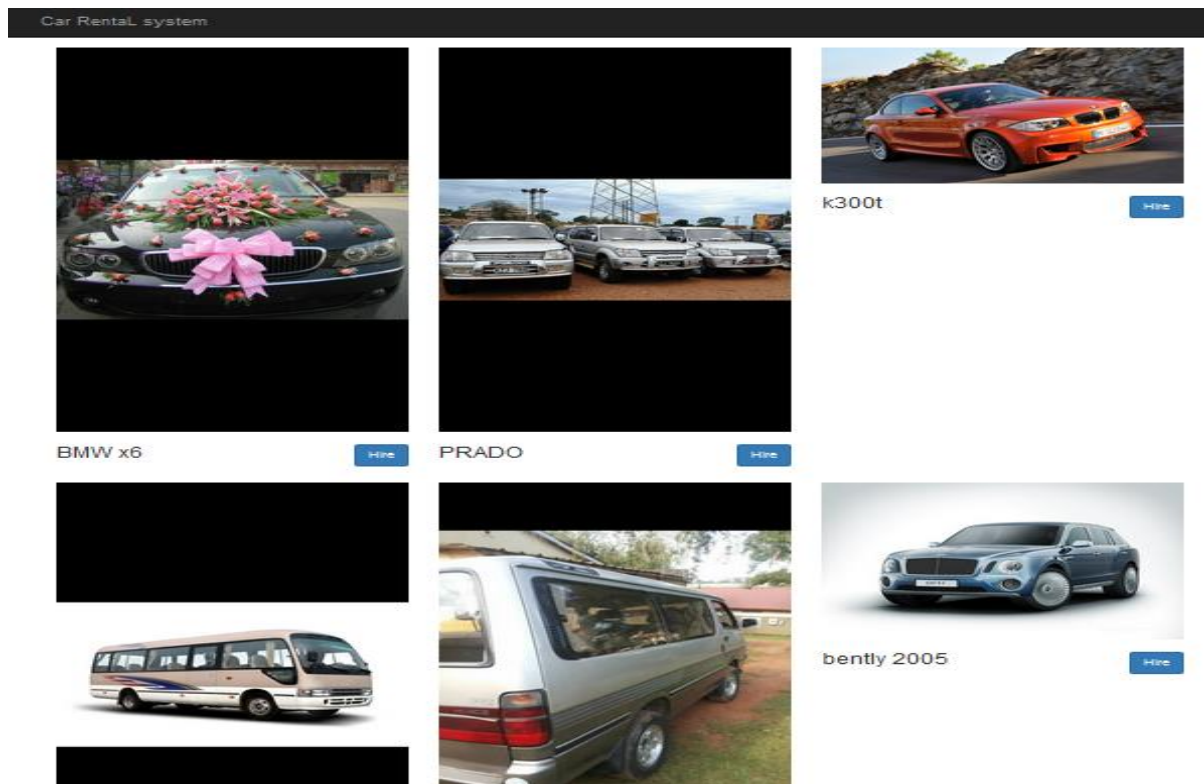 Car RentaL system
k300t
Hire
BMW x6
Hire
PRADO
Hire
bently 2005
Hire